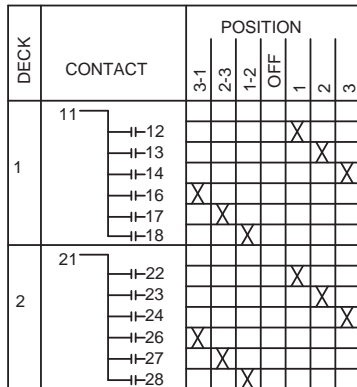 POSITION
DECK CONTACT 3-1 2-3 1-2 OFF 1 2 3
1
11
12 X
13 X
14 X
16 X
17 X
18 X
2
21
22 X
23 X
24 X
26 X
27 X
28 X